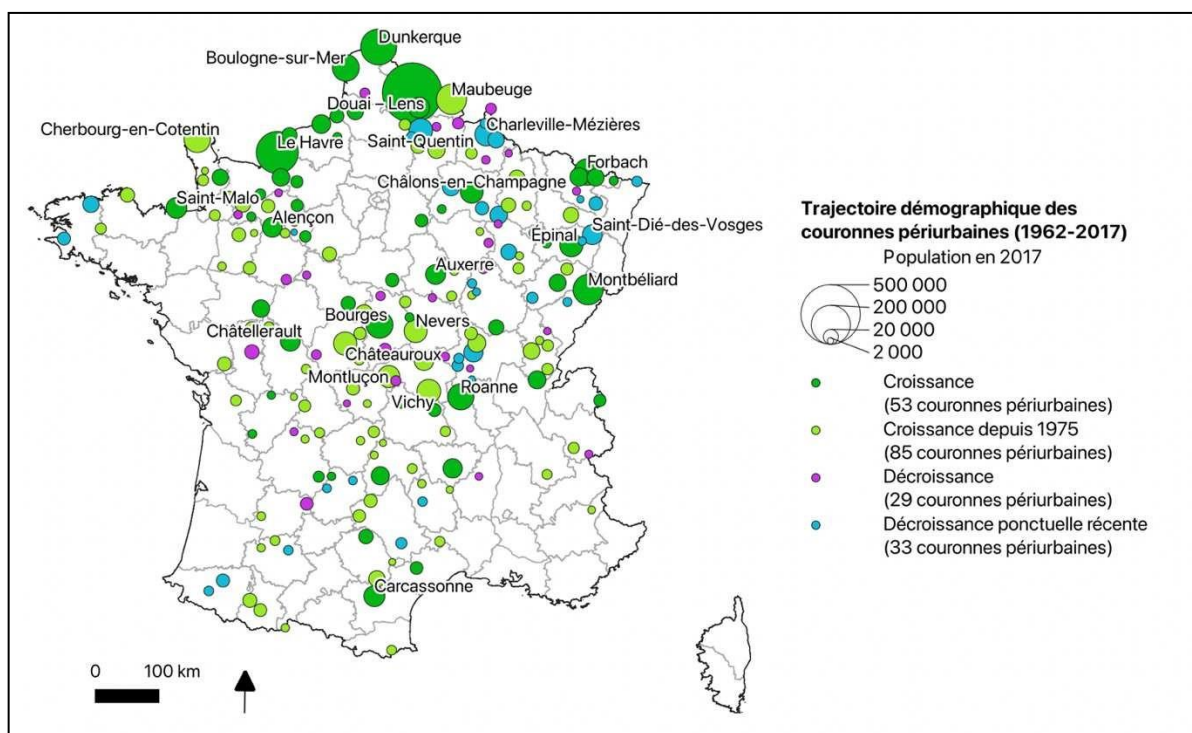 Dunkerque
Boulogne-sur-Mer
Maubeuge
Douai – Lens
Cherbourg-en-Cotentin
Charleville-Mézières
Le Havre
Saint-Quentin
Forbach
Châlons-en-Champagne
Saint-Malo
Alençon
Saint-Dié-des-Vosges
Épinal
Auxerre
Montbéliard
Bourges
Nevers
Châtellerault
Châteauroux
Montluçon
Roanne
Vichy
Carcassonne
0 100 km
Trajectoire démographique des
couronnes périurbaines (1962-2017)
Population en 2017
500 000
200 000
20 000
2 000
Croissance
(53 couronnes périurbaines)
Croissance depuis 1975
(85 couronnes périurbaines)
Décroissance
(29 couronnes périurbaines)
Décroissance ponctuelle récente
(33 couronnes périurbaines)